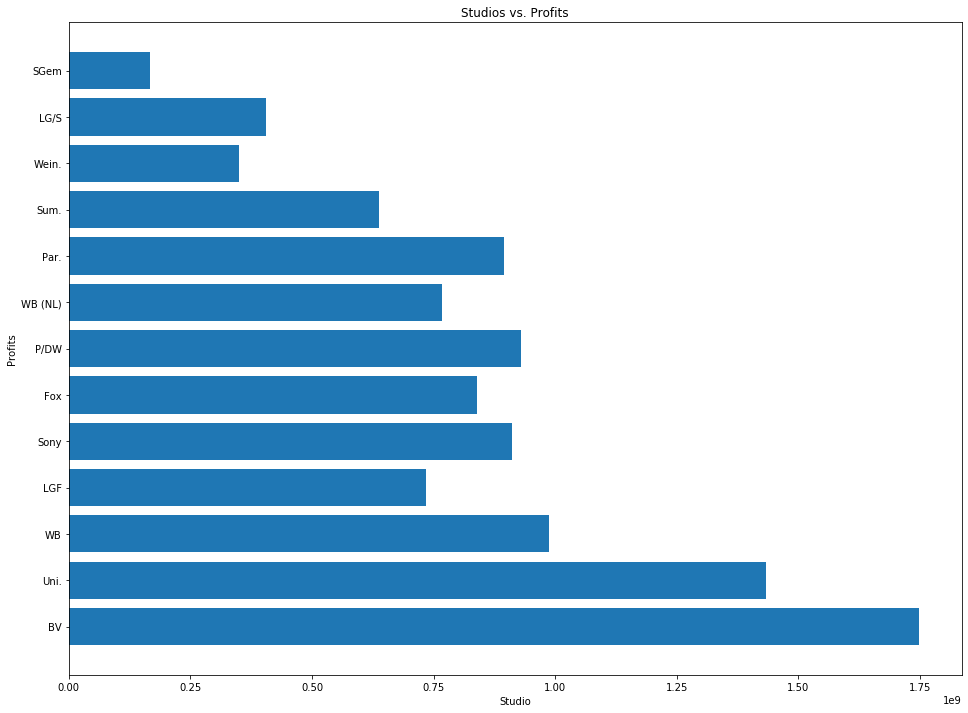 Studios vs. Profits
SGem
LG/S
Wein.
Sum.
Par.
WB (NL)
P/DW
Fox
Sony
LGF
WB
Uni.
BV
Profits
0.00 0.25 0.50 0.75 1.00 1.25 1.50 1.75
1e9
Studio